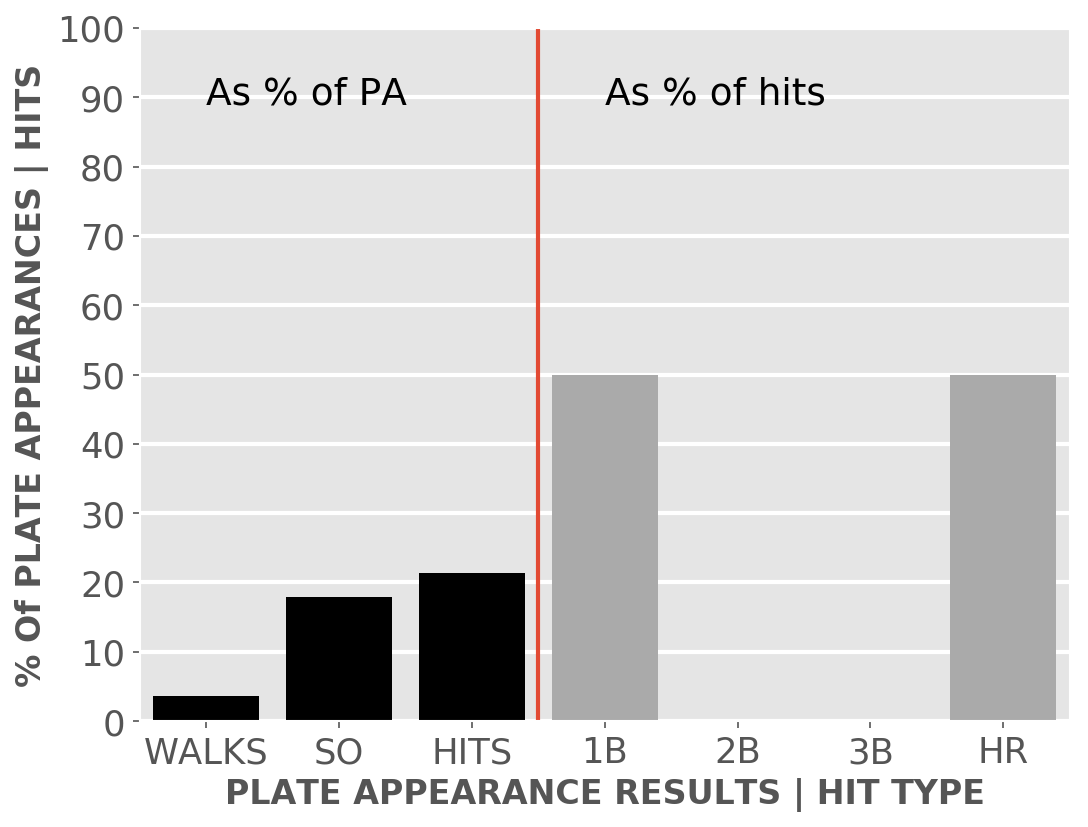 % Of PLATE APPEARANCES | HITS
100
90
80
70
60
50
40
30
20
10
0
As % of PA
As % of hits
WALKS SO HITS 1B 2B 3B HR
PLATE APPEARANCE RESULTS | HIT TYPE